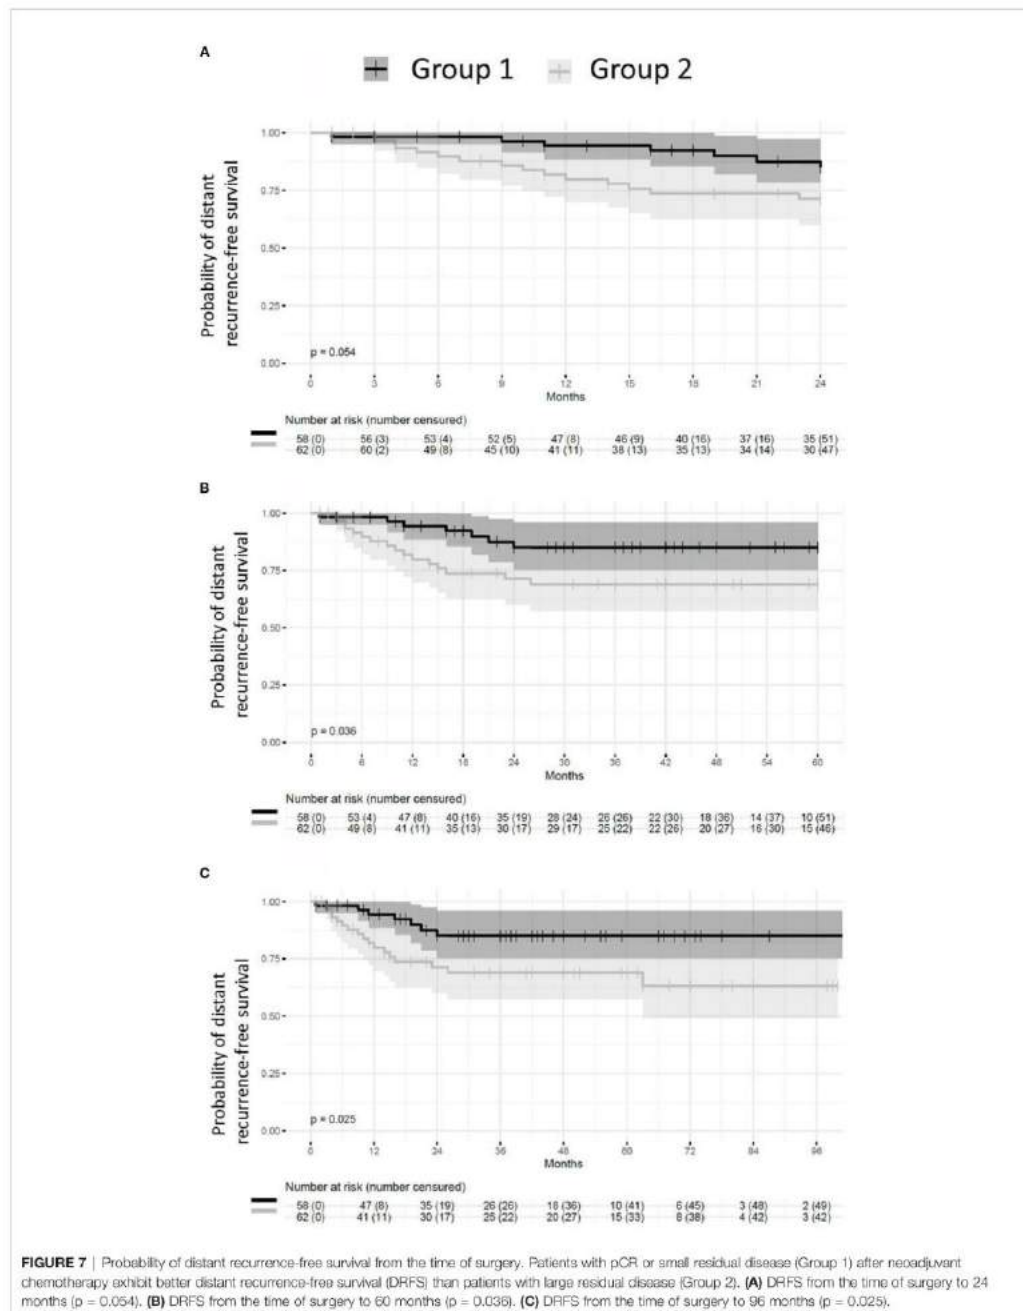 A
Group 1 Group 2
Probability of distant
recurrence-free survival
1.00
0.75
0.50
0.25
0.00
p = 0.054
0 3 6 9 12 15 18 21 24
Months
Number at risk (number censured)
58 (0) 56 (3) 53 (4) 52 (5) 47 (8) 46 (9) 40 (16) 37 (16) 35 (51)
62 (0) 60 (2) 49 (8) 45 (10) 41 (11) 38 (13) 35 (13) 34 (14) 30 (47)
B
Probability of distant
recurrence-free survival
1.00
0.75
0.50
0.25
0.00
p = 0.036
0 6 12 18 24 30 36 42 48 54 60
Months
Number at risk (number censured)
58 (0) 53 (4) 47 (8) 40 (16) 35 (19) 28 (24) 26 (26) 22 (30) 18 (36) 14 (37) 10 (51)
62 (0) 49 (8) 41 (11) 35 (13) 30 (17) 29 (17) 25 (22) 22 (26) 20 (27) 16 (30) 15 (46)
C
Probability of distant
recurrence-free survival
1.00
0.75
0.50
0.25
0.00
p = 0.025
0 12 24 36 48 60 72 84 96
Months
Number at risk (number censured)
58 (0) 47 (8) 35 (19) 26 (26) 18 (36) 10 (41) 6 (45) 3 (48) 2 (49)
62 (0) 41 (11) 30 (17) 25 (22) 20 (27) 15 (33) 8 (38) 4 (42) 3 (42)
FIGURE 7 | Probability of distant recurrence-free survival from the time of surgery. Patients with pCR or small residual disease (Group 1) after neoadjuvant
chemotherapy exhibit better distant recurrence-free survival (DRFS) than patients with large residual disease (Group 2). (A) DRFS from the time of surgery to 24
months (p = 0.054). (B) DRFS from the time of surgery to 60 months (p = 0.036). (C) DRFS from the time of surgery to 96 months (p = 0.025).